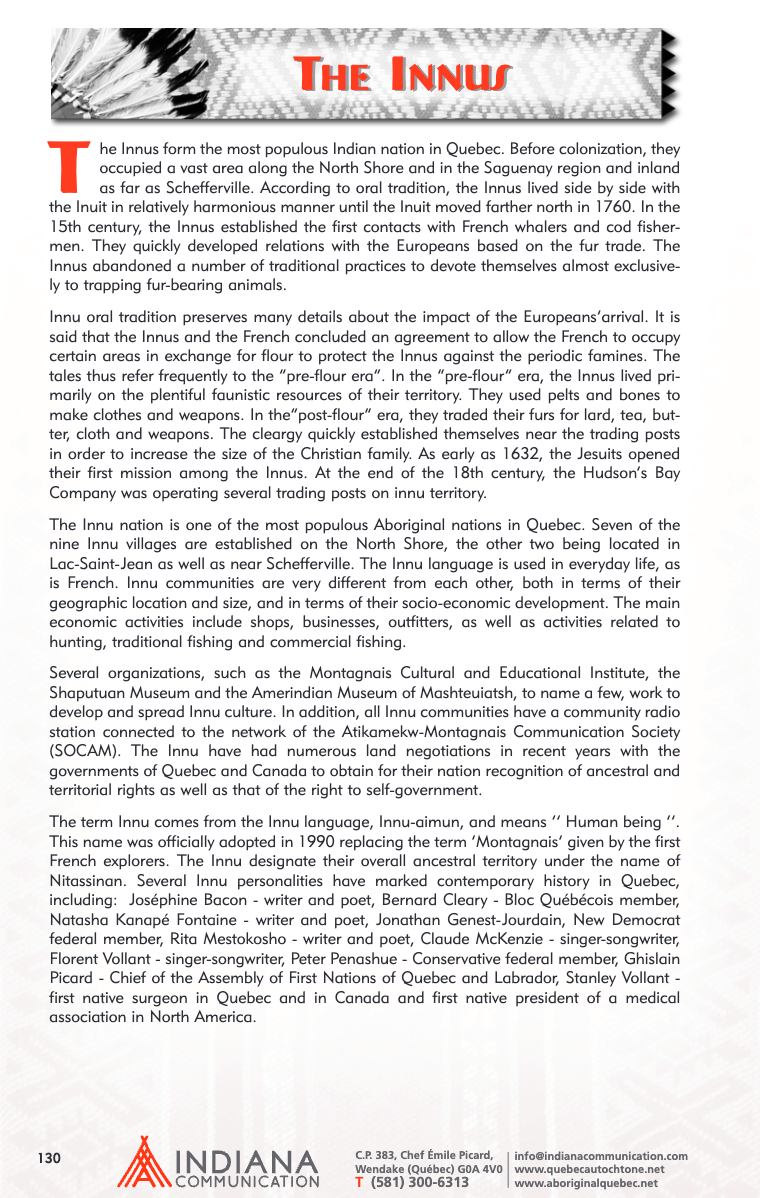 THE INNUS
The Innus form the most populous Indian nation in Quebec. Before colonization, they
occupied a vast area along the North Shore and in the Saguenay region and inland
as far as Schefferville. According to oral tradition, the Innus lived side by side with
the Inuit in relatively harmonious manner until the Inuit moved farther north in 1760. In the
15th century, the Innus established the first contacts with French whalers and cod fisher-
men. They quickly developed relations with the Europeans based on the fur trade. The
Innus abandoned a number of traditional practices to devote themselves almost exclusive-
ly to trapping fur-bearing animals.
Innu oral tradition preserves many details about the impact of the Europeans'arrival. It is
said that the Innus and the French concluded an agreement to allow the French to occupy
certain areas in exchange for flour to protect the Innus against the periodic famines. The
tales thus refer frequently to the "pre-flour era". In the "pre-flour" era, the Innus lived pri-
marily on the plentiful faunistic resources of their territory. They used pelts and bones to
make clothes and weapons. In the"post-flour" era, they traded their furs for lard, tea, but-
ter, cloth and weapons. The cleargy quickly established themselves near the trading posts
in order to increase the size of the Christian family. As early as 1632, the Jesuits opened
their first mission among the Innus. At the end of the 18th century, the Hudson's Bay
Company was operating several trading posts on innu territory.
The Innu nation is one of the most populous Aboriginal nations in Quebec. Seven of the
nine Innu villages are established on the North Shore, the other two being located in
Lac-Saint-Jean as well as near Schefferville. The Innu language is used in everyday life, as
is French. Innu communities are very different from each other, both in terms of their
geographic location and size, and in terms of their socio-economic development. The main
economic activities include shops, businesses, outfitters, as well as activities related to
hunting, traditional fishing and commercial fishing.
Several organizations, such as the Montagnais Cultural and Educational Institute, the
Shaputuan Museum and the Amerindian Museum of Mashteuiatsh, to name a few, work to
develop and spread Innu culture. In addition, all Innu communities have a community radio
station connected to the network of the Atikamekw-Montagnais Communication Society
(SOCAM). The Innu have had numerous land negotiations in recent years with the
governments of Quebec and Canada to obtain for their nation recognition of ancestral and
territorial rights as well as that of the right to self-government.
The term Innu comes from the Innu language, Innu-aimun, and means '' Human being ''.
This name was officially adopted in 1990 replacing the term 'Montagnais' given by the first
French explorers. The Innu designate their overall ancestral territory under the name of
Nitassinan. Several Innu personalities have marked contemporary history in Quebec,
including: Joséphine Bacon - writer and poet, Bernard Cleary - Bloc Québécois member,
Natasha Kanapé Fontaine - writer and poet, Jonathan Genest-Jourdain, New Democrat
federal member, Rita Mestokosho - writer and poet, Claude McKenzie - singer-songwriter,
Florent Vollant - singer-songwriter, Peter Penashue - Conservative federal member, Ghislain
Picard - Chief of the Assembly of First Nations of Quebec and Labrador, Stanley Vollant -
first native surgeon in Quebec and in Canada and first native president of a medical
association in North America.
130
INDIANA
COMMUNICATION
C.P. 383, Chef Émile Picard,
Wendake (Québec) G0A 4V0
T (581) 300-6313
info@indianacommunication.com
www.quebecautochtone.net
www.aboriginalquebec.net